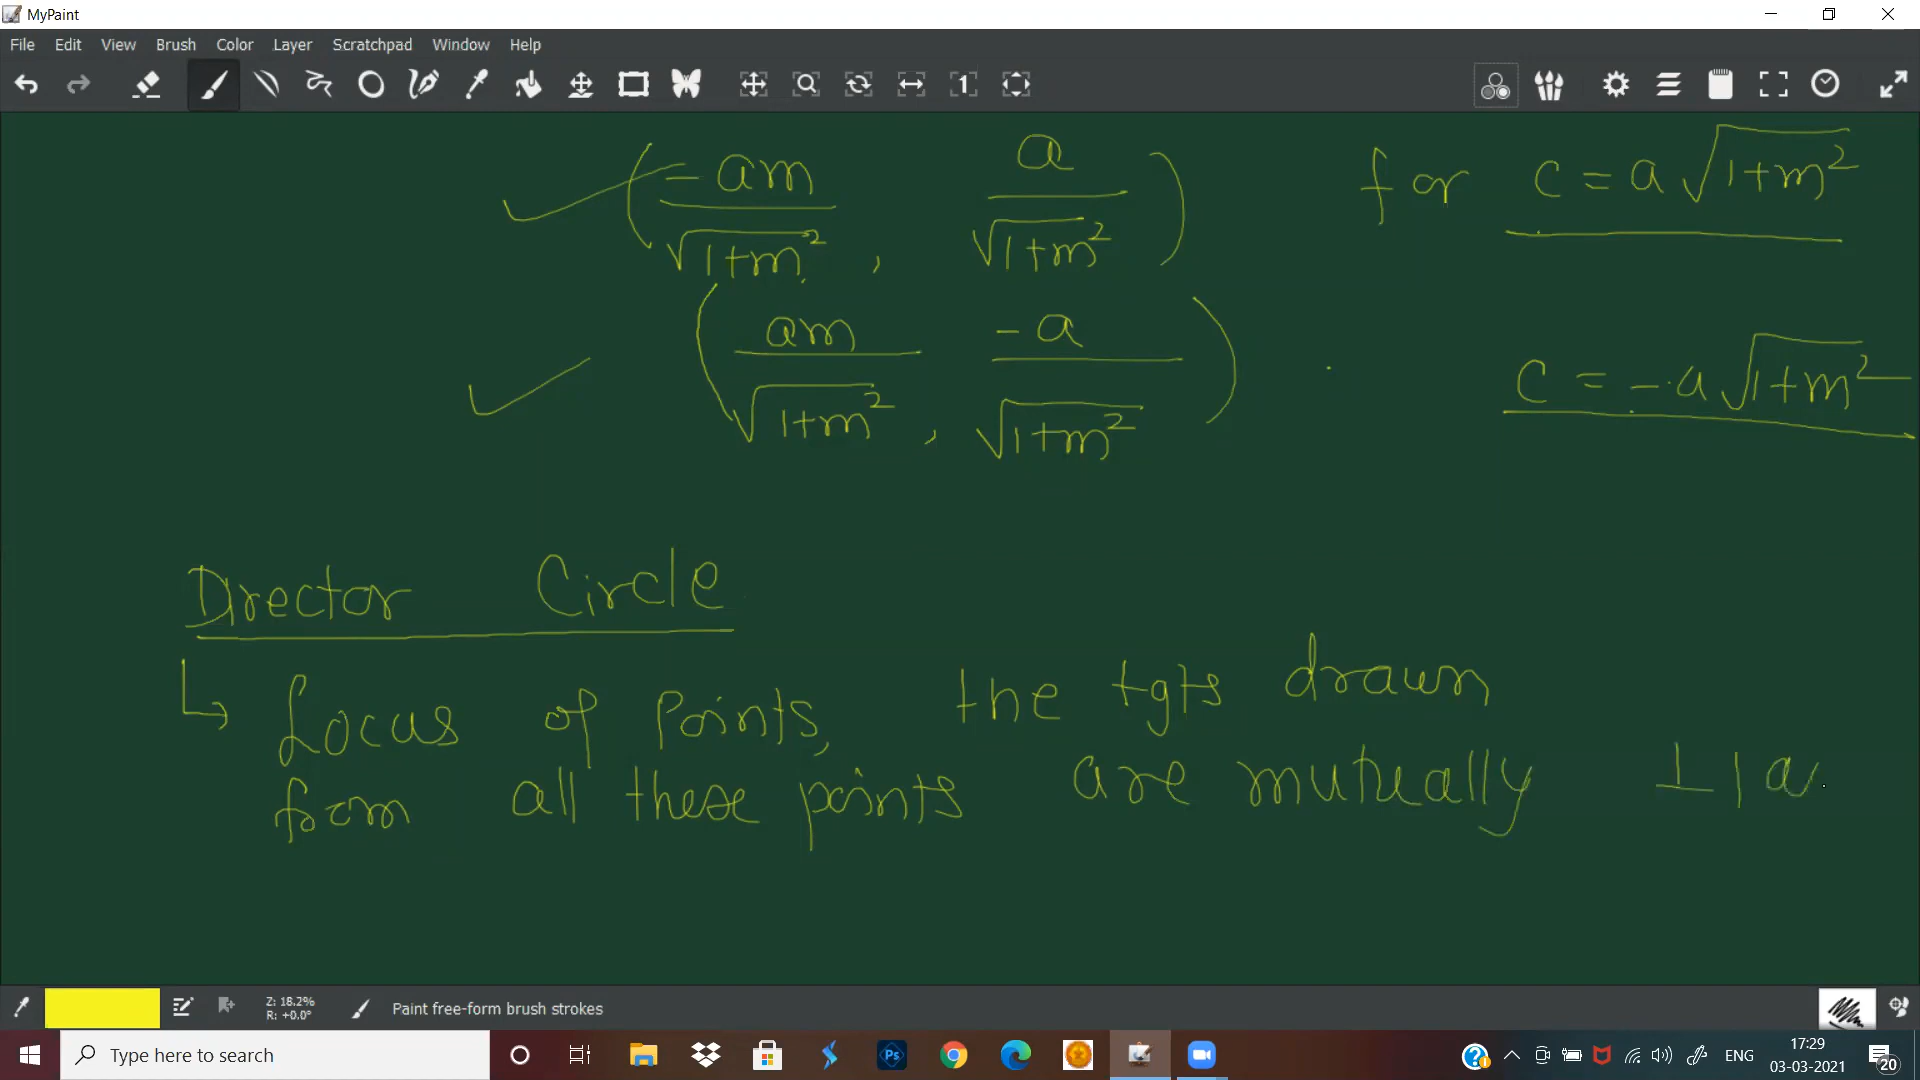 MyPaint
File Edit View Brush Color Layer Scratchpad Window Help
( -am / √1+m² , a / √1+m² ) for c = a√1+m²
( am / √1+m² , -a / √1+m² ) . c = -a√1+m²
Director Circle
↳ Locus of Points, the tgts drawn
from all these points are mutually ⊥la
Z: 18.2%
R: +0.0°
Paint free-form brush strokes
Type here to search
Ps
ENG
17:29
03-03-2021
20